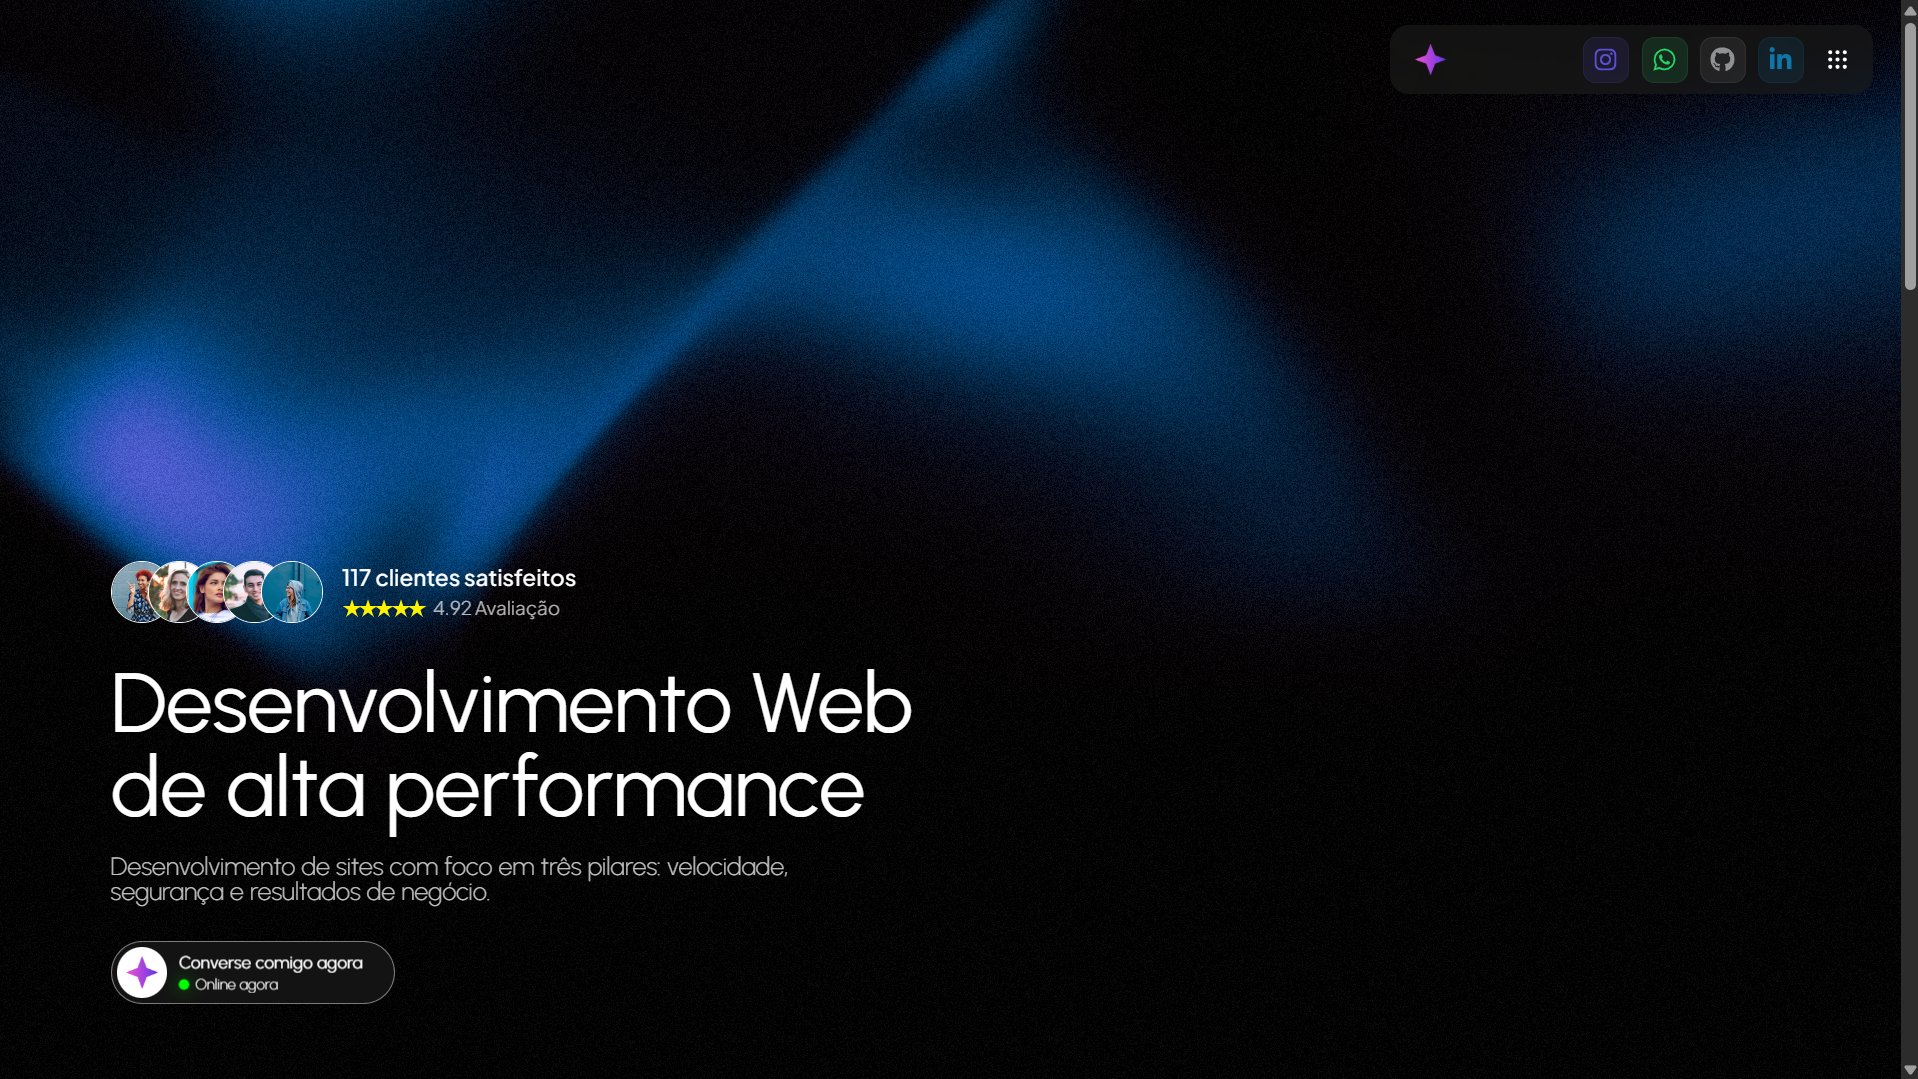 117 clientes satisfeitos
★★★★★ 4.92 Avaliação
Desenvolvimento Web
de alta performance
Desenvolvimento de sites com foco em três pilares: velocidade,
segurança e resultados de negócio.
Converse comigo agora
Online agora